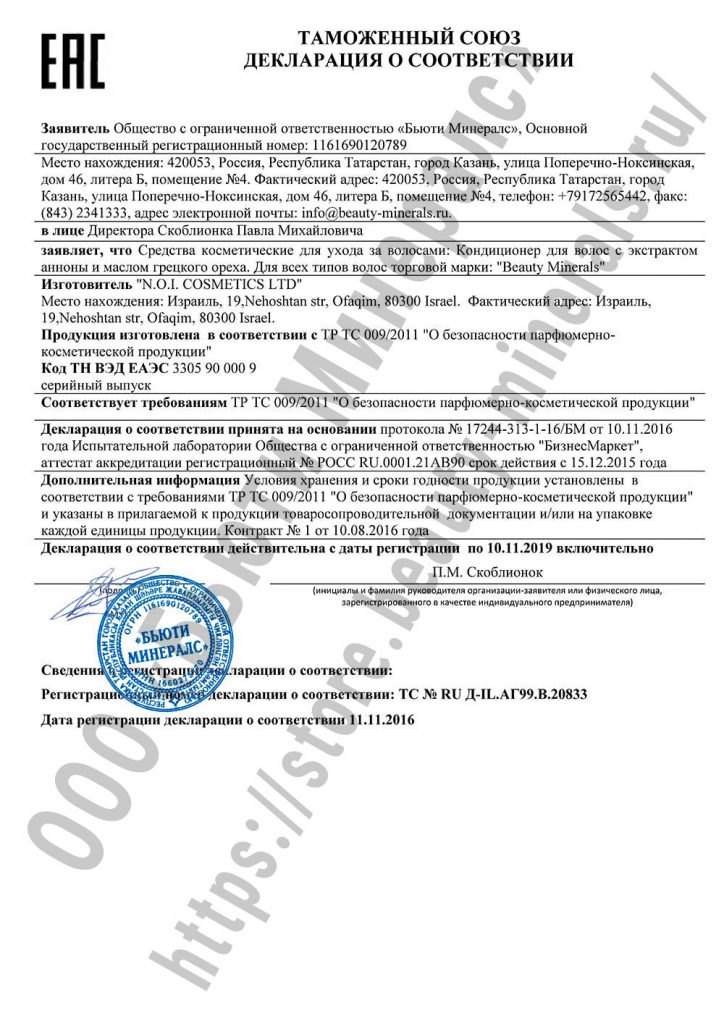 EAC
ТАМОЖЕННЫЙ СОЮЗ
ДЕКЛАРАЦИЯ О СООТВЕТСТВИИ
Заявитель Общество с ограниченной ответственностью «Бьюти Минералс», Основной
государственный регистрационный номер: 1161690120789
Место нахождения: 420053, Россия, Республика Татарстан, город Казань, улица Поперечно-Ноксинская,
дом 46, литера Б, помещение №4. Фактический адрес: 420053, Россия, Республика Татарстан, город
Казань, улица Поперечно-Ноксинская, дом 46, литера Б, помещение №4, телефон: +79172565442, факс:
(843) 2341333, адрес электронной почты: info@beauty-minerals.ru.
в лице Директора Скоблионка Павла Михайловича
заявляет, что Средства косметические для ухода за волосами: Кондиционер для волос с экстрактом
анноны и маслом грецкого ореха. Для всех типов волос торговой марки: "Beauty Minerals"
Изготовитель "N.O.I. COSMETICS LTD"
Место нахождения: Израиль, 19,Nehoshtan str, Ofaqim, 80300 Israel. Фактический адрес: Израиль,
19,Nehoshtan str, Ofaqim, 80300 Israel.
Продукция изготовлена в соответствии с ТР ТС 009/2011 "О безопасности парфюмерно-
косметической продукции"
Код ТН ВЭД ЕАЭС 3305 90 000 9
серийный выпуск
Соответствует требованиям ТР ТС 009/2011 "О безопасности парфюмерно-косметической продукции"
Декларация о соответствии принята на основании протокола № 17244-313-1-16/БМ от 10.11.2016
года Испытательной лаборатории Общества с ограниченной ответственностью "БизнесМаркет",
аттестат аккредитации регистрационный № РОСС RU.0001.21АВ90 срок действия с 15.12.2015 года
Дополнительная информация Условия хранения и сроки годности продукции установлены в
соответствии с требованиями ТР ТС 009/2011 "О безопасности парфюмерно-косметической продукции"
и указаны в прилагаемой к продукции товаросопроводительной документации и/или на упаковке
каждой единицы продукции. Контракт № 1 от 10.08.2016 года
Декларация о соответствии действительна с даты регистрации по 10.11.2019 включительно
П.М. Скоблионок
(инициалы и фамилия руководителя организации-заявителя или физического лица,
зарегистрированного в качестве индивидуального предпринимателя)
ОГРН 1161690120789
«БЬЮТИ
МИНЕРАЛС»
Сведения о регистрации декларации о соответствии:
Регистрационный номер декларации о соответствии: ТС № RU Д-IL.АГ99.В.20833
Дата регистрации декларации о соответствии 11.11.2016
ООО «Бьюти Минералс»
https://store.beauty-minerals.ru/